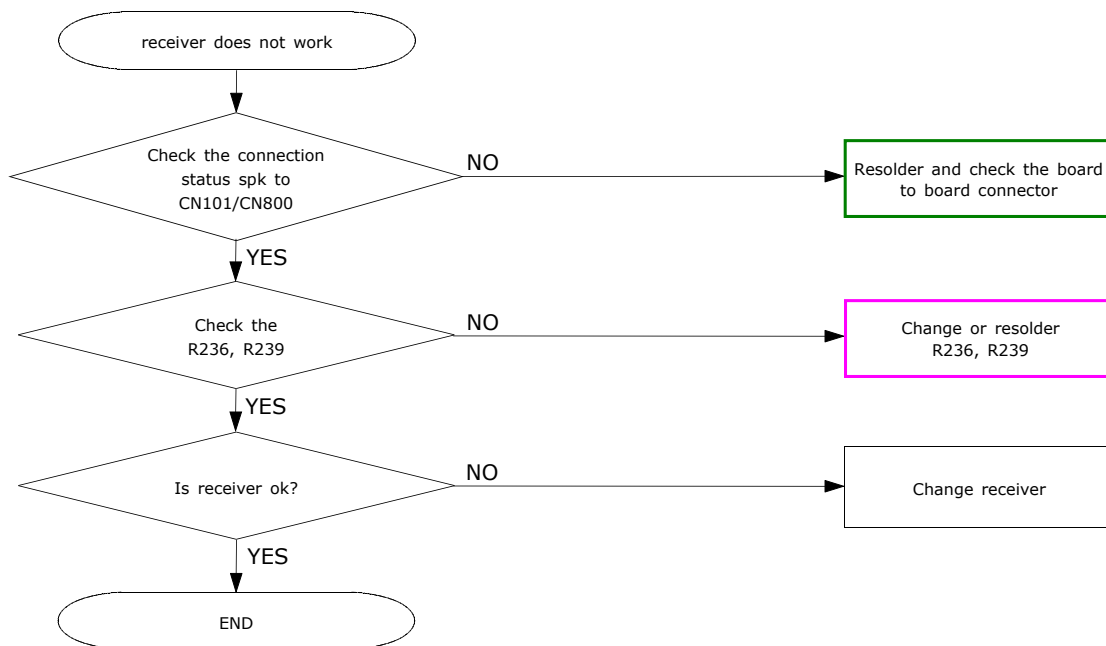 receiver does not work
Check the connection
status spk to
CN101/CN800
NO
Resolder and check the board
to board connector
YES
Check the
R236, R239
NO
Change or resolder
R236, R239
YES
Is receiver ok?
NO
Change receiver
YES
END